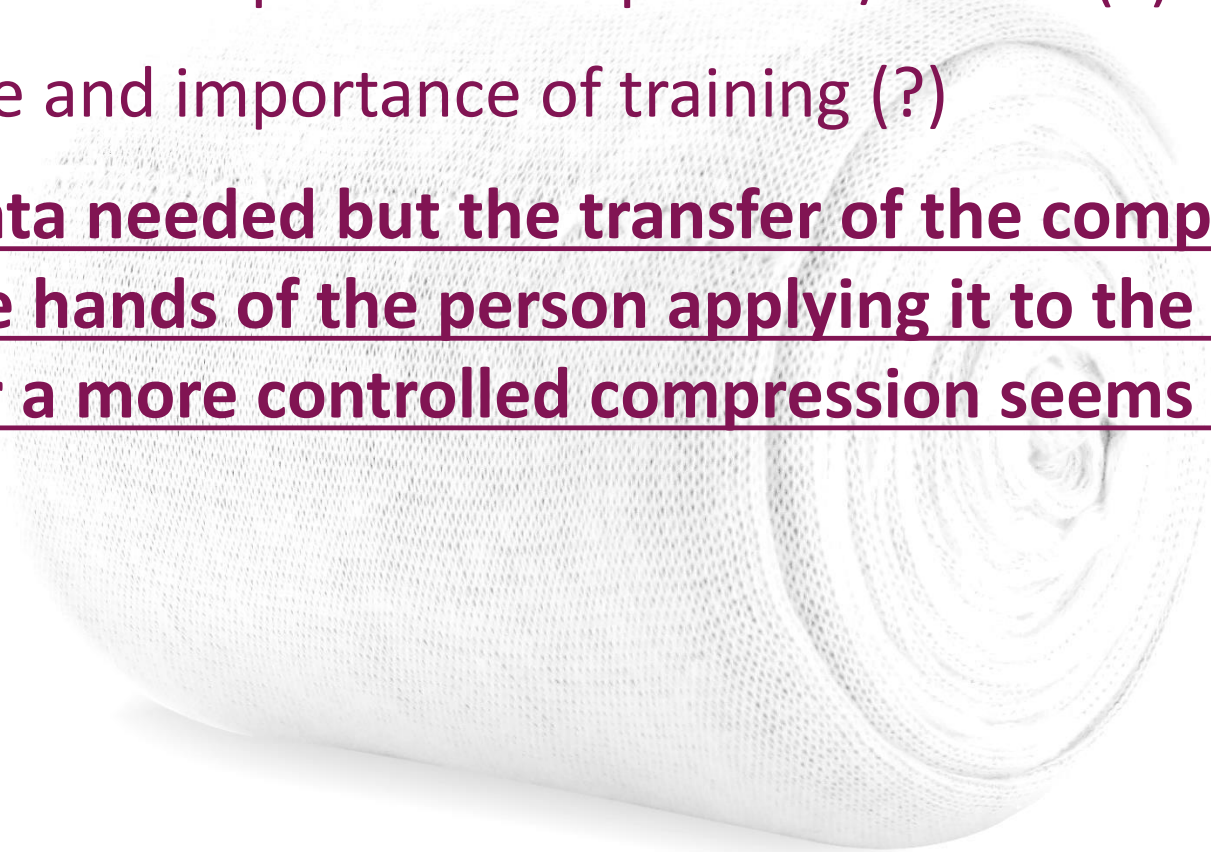 e and importance of training (?)
ta needed but the transfer of the comp
hands of the person applying it to the
a more controlled compression seems